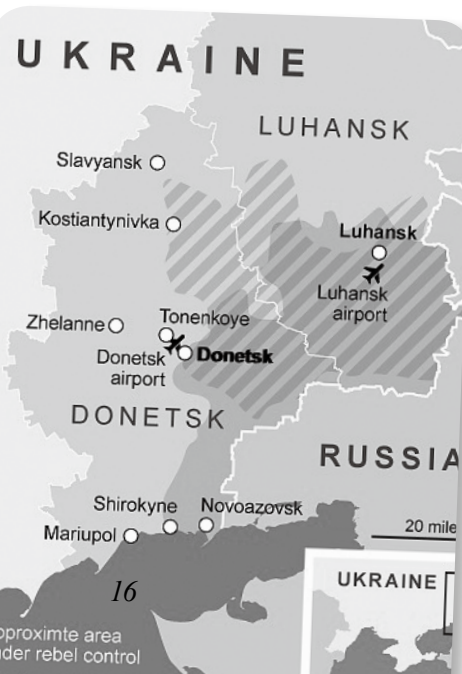 UKRAINE
LUHANSK
Slavyansk
Kostiantynivka
Luhansk
Luhansk
airport
Zhelanne
Tonenkoye
Donetsk
airport
Donetsk
DONETSK
RUSSIA
Shirokyne
Novoazovsk
Mariupol
20 mile
16
UKRAINE
pproximte area
der rebel control